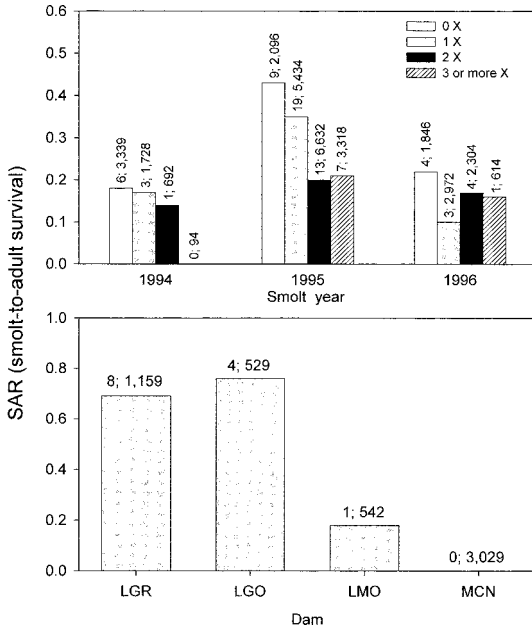 0.6
0.5
0.4
0.3
0.2
0.1
0.0
0 X
1 X
2 X
3 or more X
6; 3,339
3; 1,728
1; 692
0; 94
9; 2,096
19; 5,434
13; 6,632
7; 3,318
4; 1,846
3; 2,972
4; 2,304
1; 614
1994
1995
1996
Smolt year
SAR (smolt-to-adult survival)
1.0
0.8
0.6
0.4
0.2
0.0
8; 1,159
4; 529
1; 542
0; 3,029
LGR
LGO
LMO
MCN
Dam